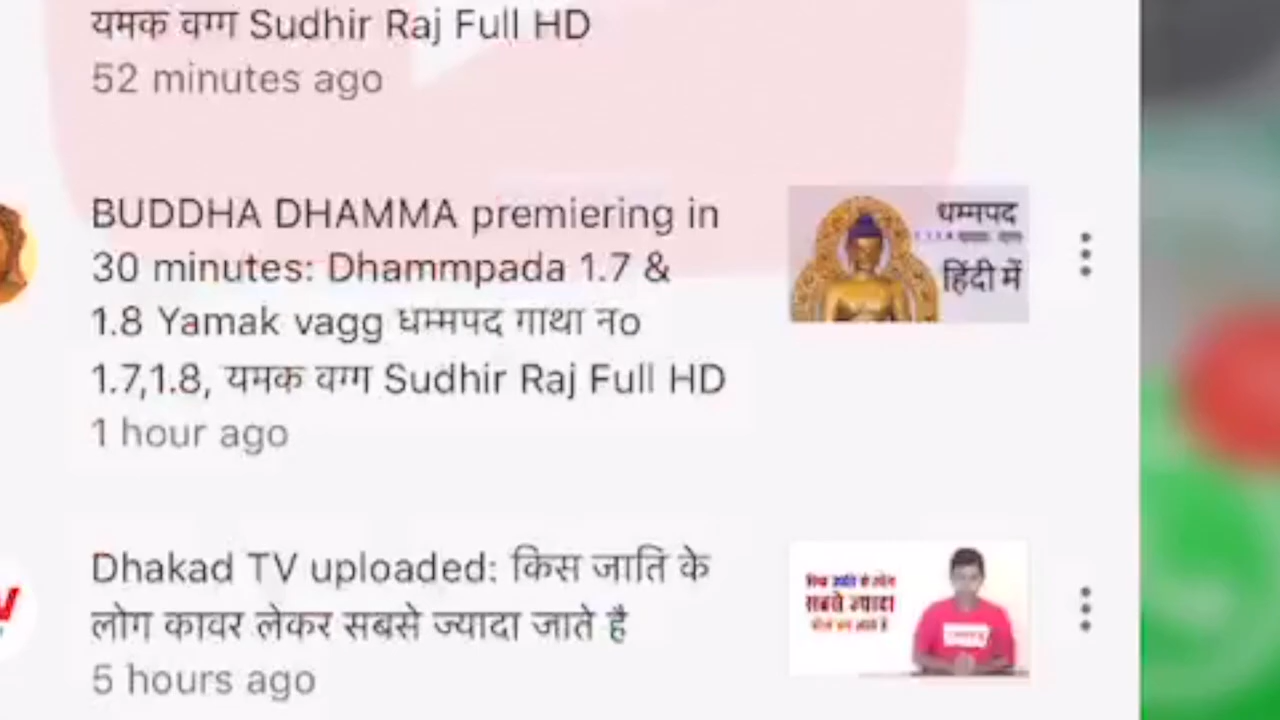 यमक वग्ग Sudhir Raj Full HD
52 minutes ago
BUDDHA DHAMMA premiering in
30 minutes: Dhammpada 1.7 &
1.8 Yamak vagg धम्मपद गाथा नo
1.7,1.8, यमक वग्ग Sudhir Raj Full HD
1 hour ago
धम्मपद
हिंदी में
Dhakad TV uploaded: किस जाति के
लोग कावर लेकर सबसे ज्यादा जाते है
5 hours ago
सबसे ज्यादा